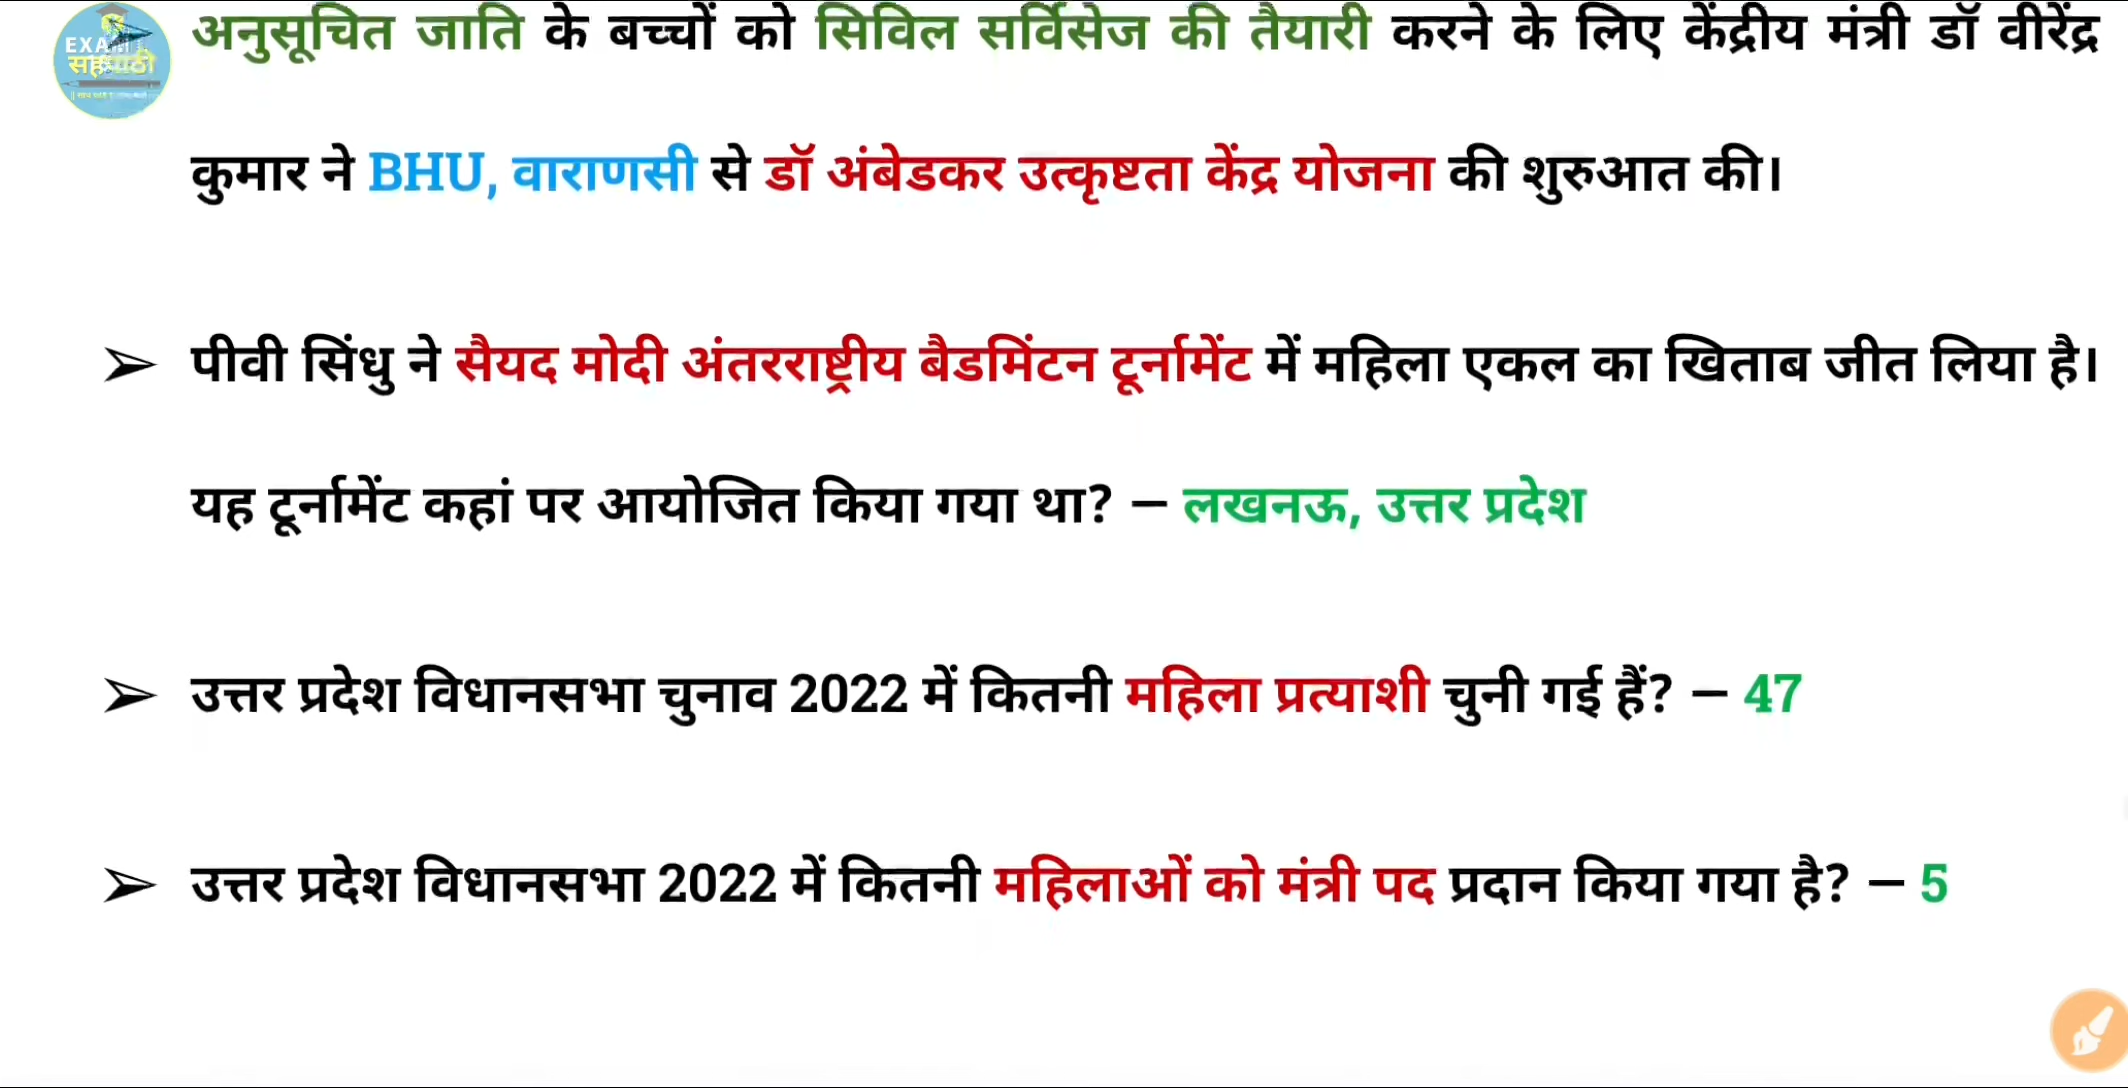 EXAM
अनुसूचित जाति के बच्चों को सिविल सर्विसेज की तैयारी करने के लिए केंद्रीय मंत्री डॉ वीरेंद्र
कुमार ने BHU, वाराणसी से डॉ अंबेडकर उत्कृष्टता केंद्र योजना की शुरुआत की।
➢ पीवी सिंधु ने सैयद मोदी अंतरराष्ट्रीय बैडमिंटन टूर्नामेंट में महिला एकल का खिताब जीत लिया है।
यह टूर्नामेंट कहां पर आयोजित किया गया था? – लखनऊ, उत्तर प्रदेश
➢ उत्तर प्रदेश विधानसभा चुनाव 2022 में कितनी महिला प्रत्याशी चुनी गई हैं? – 47
➢ उत्तर प्रदेश विधानसभा 2022 में कितनी महिलाओं को मंत्री पद प्रदान किया गया है? – 5